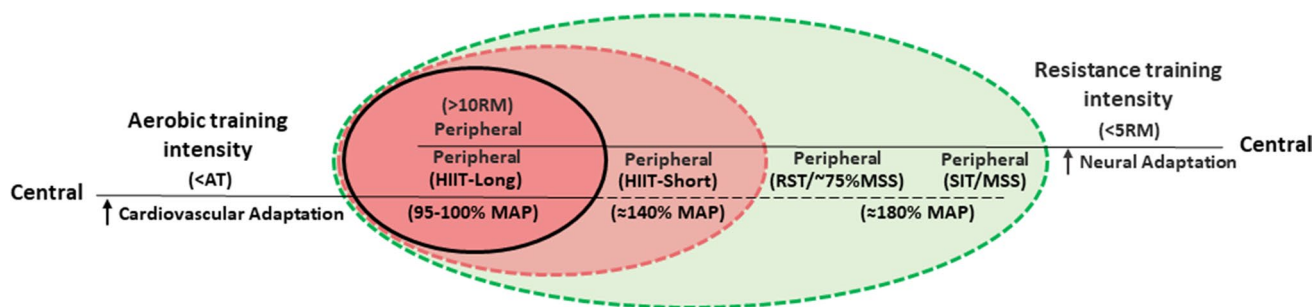 Aerobic training
intensity
(<AT)
Central
Cardiovascular Adaptation
(>10RM)
Peripheral
Peripheral
(HIIT-Long)
(95-100% MAP)
Peripheral
(HIIT-Short)
(≈140% MAP)
Peripheral
(RST/~75%MSS)
Peripheral
(SIT/MSS)
(≈180% MAP)
Resistance training
intensity
(<5RM)
Central
Neural Adaptation